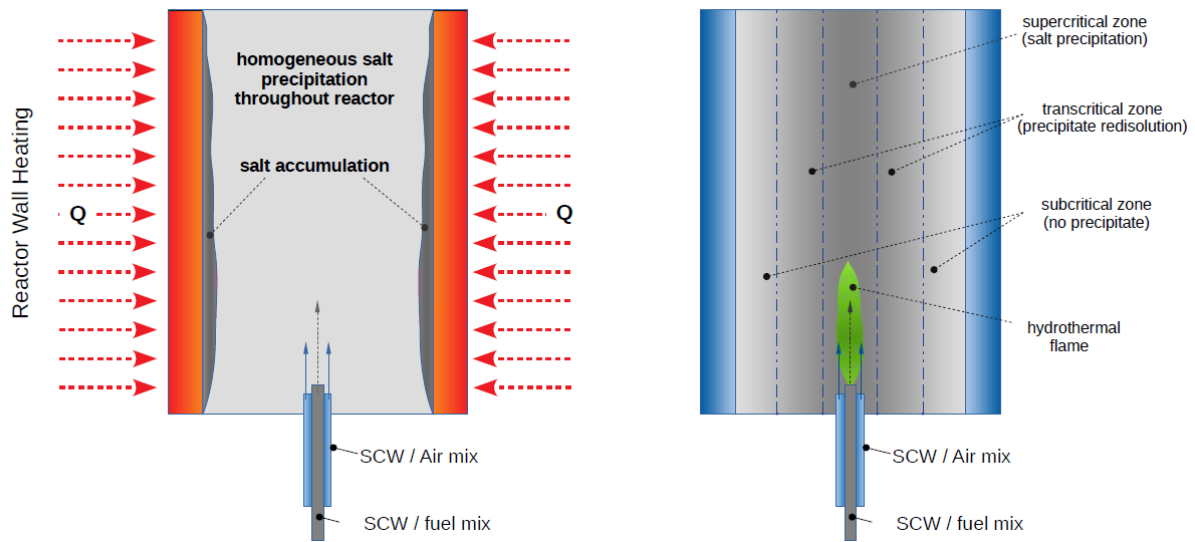 Reactor Wall Heating
homogeneous salt
precipitation
throughout reactor
salt accumulation
Q
Q
SCW / Air mix
SCW / fuel mix
supercritical zone
(salt precipitation)
transcritical zone
(precipitate redisolution)
subcritical zone
(no precipitate)
hydrothermal
flame
SCW / Air mix
SCW / fuel mix